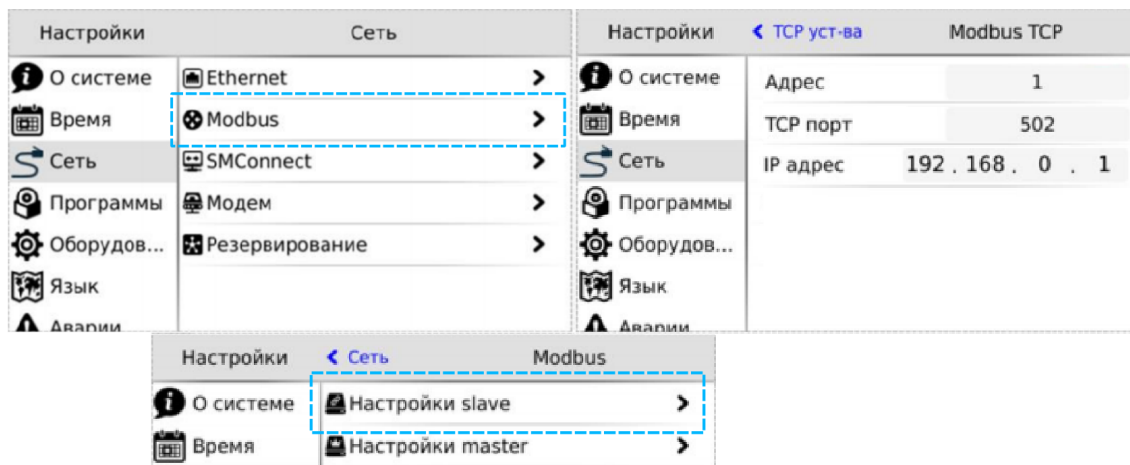 Настройки Сеть
О системе Ethernet
Время Modbus
Сеть SMConnect
Программы Модем
Оборудов... Резервирование
Язык
Аварии
Настройки TCP уст-ва Modbus TCP
О системе Адрес 1
Время TCP порт 502
Сеть IP адрес 192 . 168 . 0 . 1
Программы
Оборудов...
Язык
Аварии
Настройки Сеть Modbus
О системе Настройки slave
Время Настройки master